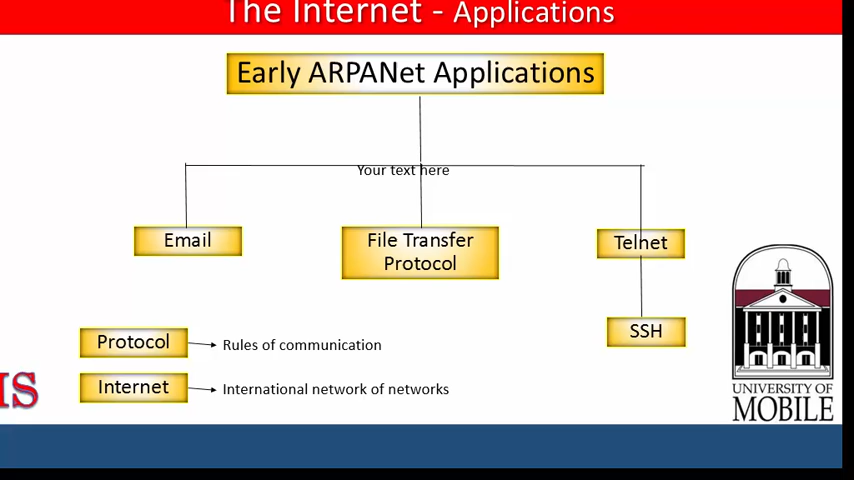 The Internet - Applications
Early ARPANet Applications
Your text here
Email
File Transfer
Protocol
Telnet
SSH
Protocol
Rules of communication
Internet
International network of networks
IS
UNIVERSITY OF
MOBILE